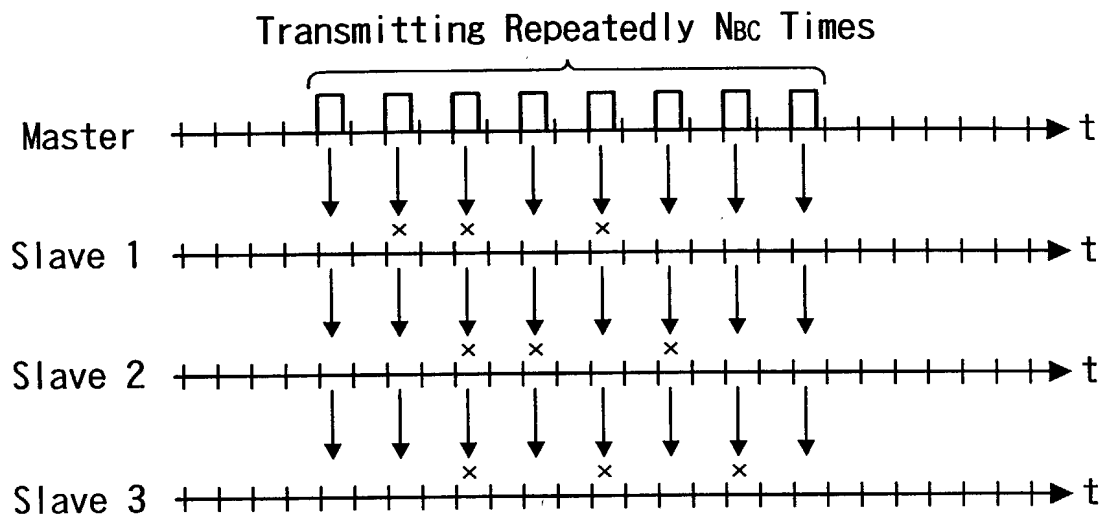 Transmitting Repeatedly NBC Times
Master t
× × ×
Slave 1 t
× × ×
Slave 2 t
× × ×
Slave 3 t